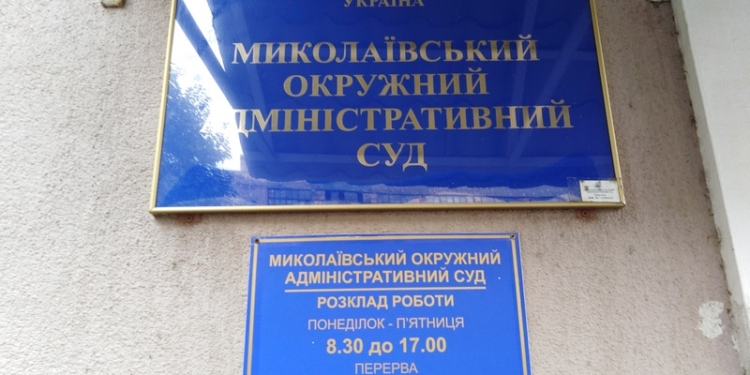 УКРАЇНА
МИКОЛАЇВСЬКИЙ
ОКРУЖНИЙ
АДМІНІСТРАТИВНИЙ
СУД
МИКОЛАЇВСЬКИЙ ОКРУЖНИЙ
АДМІНІСТРАТИВНИЙ СУД
РОЗКЛАД РОБОТИ
ПОНЕДІЛОК - П'ЯТНИЦЯ
8.30 до 17.00
ПЕРЕРВА